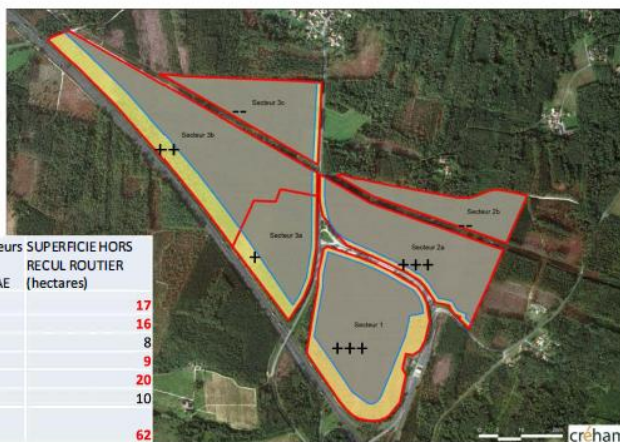 Secteur 3c
--
Secteur 3b
++
Secteur 2b
--
Secteur 3a
+
Secteur 2a
+++
Secteur 1
+++
eurs SUPERFICIE HORS
RECUL ROUTIER
AE (hectares)
17
16
8
9
20
10
62
créham